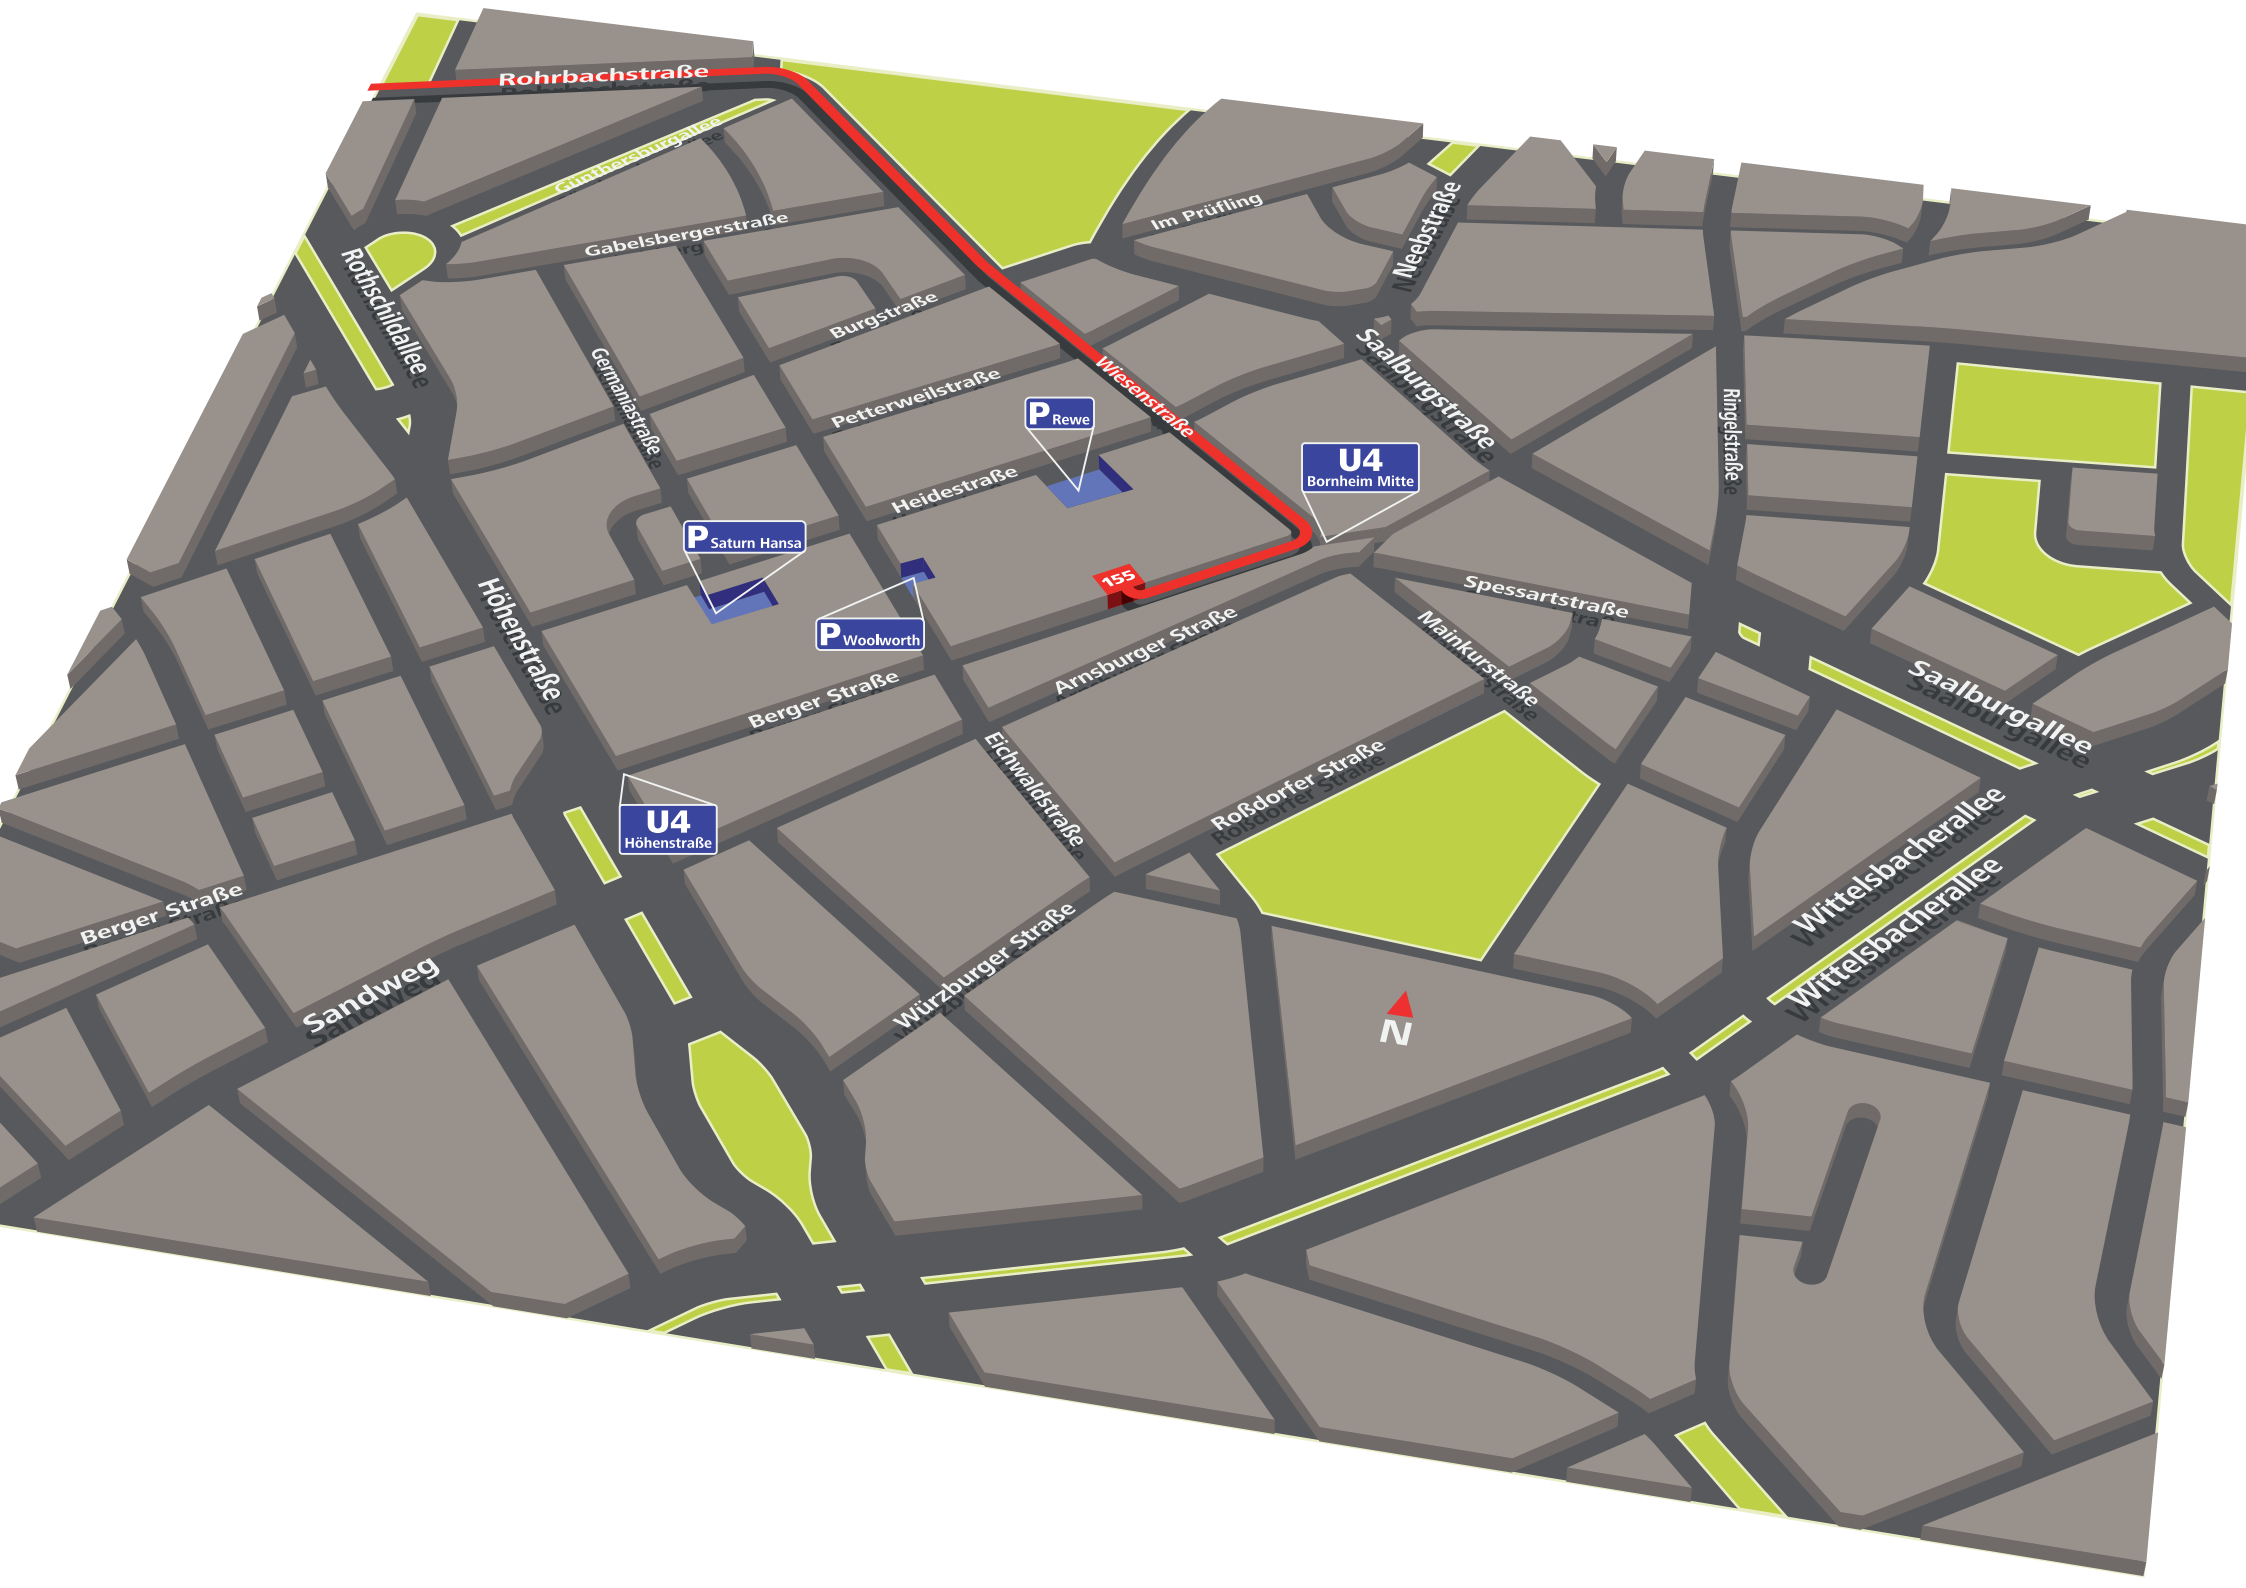 Rohrbachstraße
Günthersburgallee
Gabelsbergerstraße
Im Prüfling
Neebstraße
Rothschildallee
Burgstraße
Germaniastraße
Petterweilstraße
Wiesenstraße
Saalburgstraße
Ringelstraße
P Rewe
Heidestraße
U4
Bornheim Mitte
P Saturn Hansa
155
Spessartstraße
P Woolworth
Höhenstraße
Arnsburger Straße
Mainkurstraße
Berger Straße
Saalburgallee
Eichwaldstraße
Roßdorfer Straße
U4
Höhenstraße
Wittelsbacherallee
Wittelsbacherallee
Berger Straße
Würzburger Straße
Sandweg
N